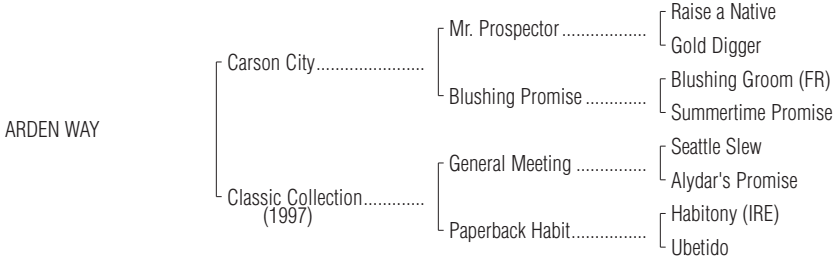 Raise a Native
Mr. Prospector..................
Gold Digger
Carson City.......................
Blushing Groom (FR)
Blushing Promise.............
Summertime Promise
ARDEN WAY
Seattle Slew
General Meeting ...............
Alydar's Promise
Classic Collection.............
(1997)
Habitony (IRE)
Paperback Habit................
Ubetido